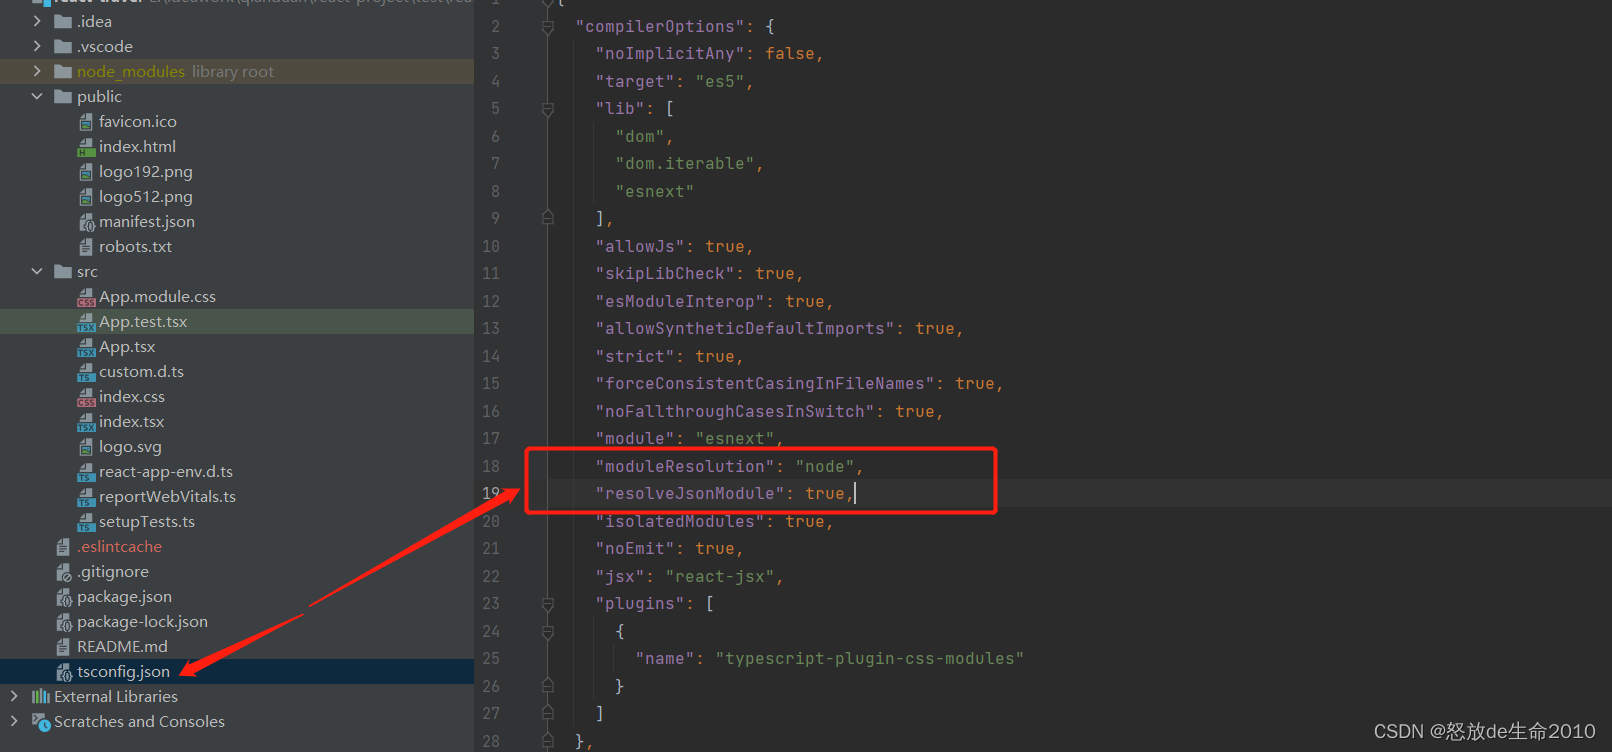 .idea
.vscode
node_modules library root
public
favicon.ico
index.html
logo192.png
logo512.png
manifest.json
robots.txt
src
App.module.css
App.test.tsx
App.tsx
custom.d.ts
index.css
index.tsx
logo.svg
react-app-env.d.ts
reportWebVitals.ts
setupTests.ts
.eslintcache
.gitignore
package.json
package-lock.json
README.md
tsconfig.json
External Libraries
Scratches and Consoles
2 "compilerOptions": {
3 "noImplicitAny": false,
4 "target": "es5",
5 "lib": [
6 "dom",
7 "dom.iterable",
8 "esnext"
9 ],
10 "allowJs": true,
11 "skipLibCheck": true,
12 "esModuleInterop": true,
13 "allowSyntheticDefaultImports": true,
14 "strict": true,
15 "forceConsistentCasingInFileNames": true,
16 "noFallthroughCasesInSwitch": true,
17 "module": "esnext",
18 "moduleResolution": "node",
19 "resolveJsonModule": true,
20 "isolatedModules": true,
21 "noEmit": true,
22 "jsx": "react-jsx",
23 "plugins": [
24 {
25 "name": "typescript-plugin-css-modules"
26 }
27 ]
28 },
CSDN @怒放de生命2010